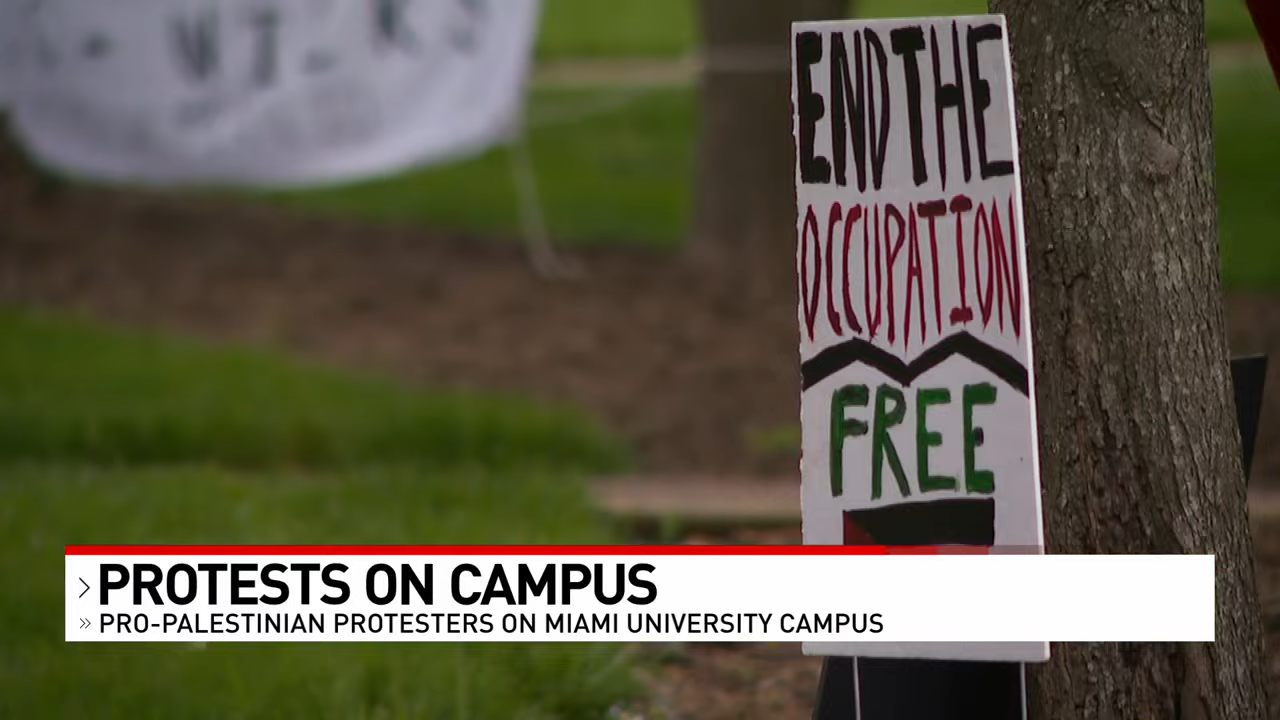 END THE
OCCUPATION
FREE
PROTESTS ON CAMPUS
PRO-PALESTINIAN PROTESTERS ON MIAMI UNIVERSITY CAMPUS